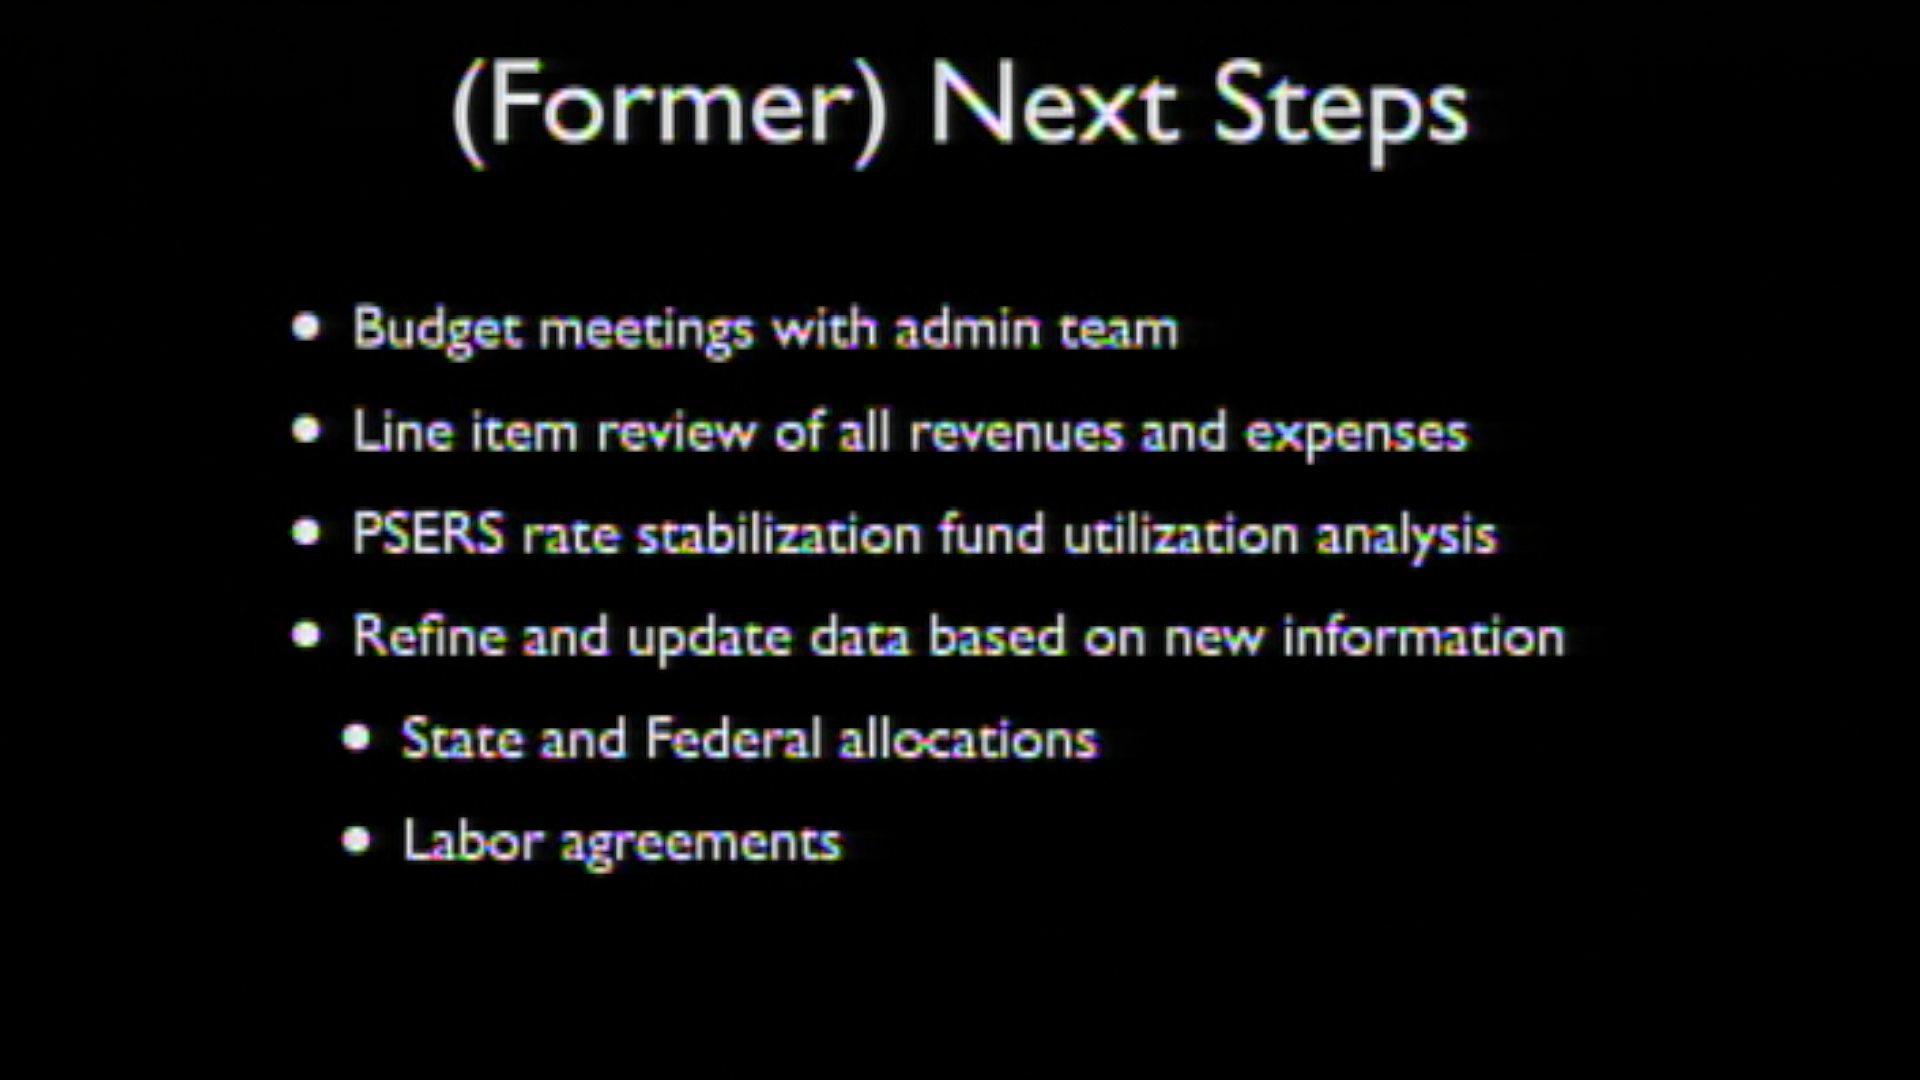 (Former) Next Steps
• Budget meetings with admin team
• Line item review of all revenues and expenses
• PSERS rate stabilization fund utilization analysis
• Refine and update data based on new information
• State and Federal allocations
• Labor agreements